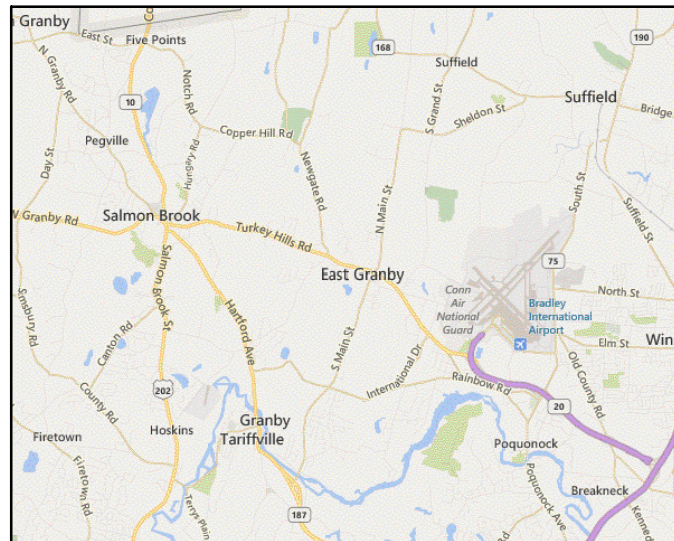 Granby
East St
Five Points
Co
168
Suffield
190
N Granby Rd
10
Notch Rd
S Grand St
Sheldon St
Suffield
Bridge
Pegville
Copper Hill Rd
Day St
Hungery Rd
Newgate Rd
N Main St
South St
Suffield St
W Granby Rd
Salmon Brook
Turkey Hills Rd
East Granby
75
Conn
Air
National
Guard
Bradley
International
Airport
North St
Simsbury Rd
Salmon Brook St
Hartford Ave
Canton Rd
S Main St
International Dr
Elm St
Win
Old County Rd
Rainbow Rd
County Rd
202
20
Granby
Tariffville
Hoskins
Firetown
Firetown Rd
Poquonock
Poquonock Ave
Breakneck
Terrys Plain
187
Kenned